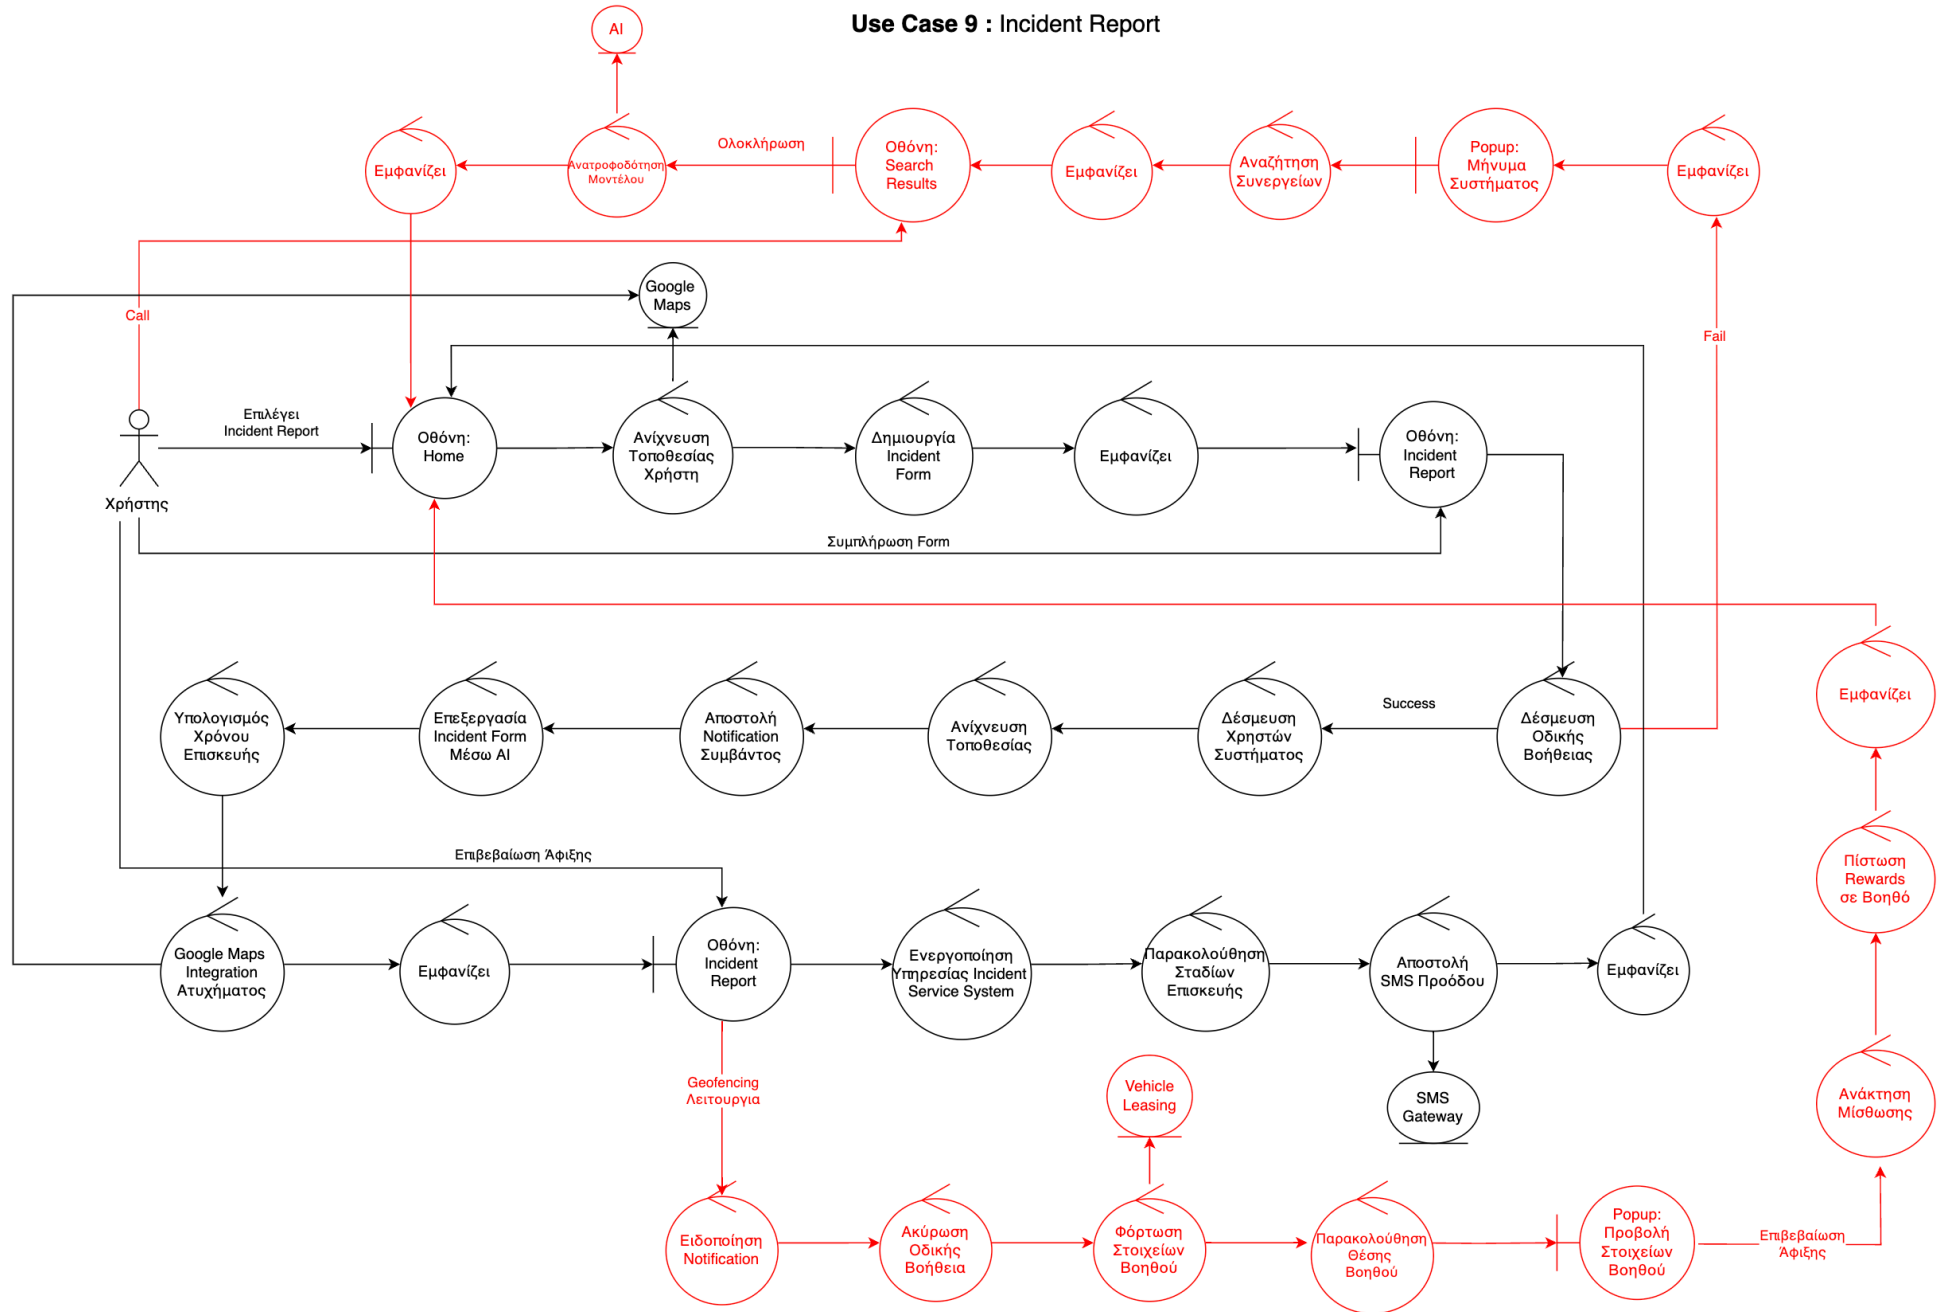 Use Case 9 : Incident Report
AI
Εμφανίζει
Ανατροφοδότηση
Μοντέλου
Ολοκλήρωση
Οθόνη:
Search
Results
Εμφανίζει
Αναζήτηση
Συνεργείων
Popup:
Μήνυμα
Συστήματος
Εμφανίζει
Google
Maps
Call
Fail
Επιλέγει
Incident Report
Χρήστης
Οθόνη:
Home
Ανίχνευση
Τοποθεσίας
Χρήστη
Δημιουργία
Incident
Form
Εμφανίζει
Οθόνη:
Incident
Report
Συμπλήρωση Form
Υπολογισμός
Χρόνου
Επισκευής
Επεξεργασία
Incident Form
Μέσω AI
Αποστολή
Notification
Συμβάντος
Ανίχνευση
Τοποθεσίας
Δέσμευση
Χρηστών
Συστήματος
Success
Δέσμευση
Οδικής
Βοήθειας
Εμφανίζει
Πίστωση
Rewards
σε Βοηθό
Επιβεβαίωση Άφιξης
Google Maps
Integration
Ατυχήματος
Εμφανίζει
Οθόνη:
Incident
Report
Ενεργοποίηση
Υπηρεσίας Incident
Service System
Παρακολούθηση
Σταδίων
Επισκευής
Αποστολή
SMS Προόδου
Εμφανίζει
Geofencing
Λειτουργια
Vehicle
Leasing
SMS
Gateway
Ανάκτηση
Μίσθωσης
Ειδοποίηση
Notification
Ακύρωση
Οδικής
Βοήθεια
Φόρτωση
Στοιχείων
Βοηθού
Παρακολούθηση
Θέσης
Βοηθού
Popup:
Προβολή
Στοιχείων
Βοηθού
Επιβεβαίωση
Άφιξης